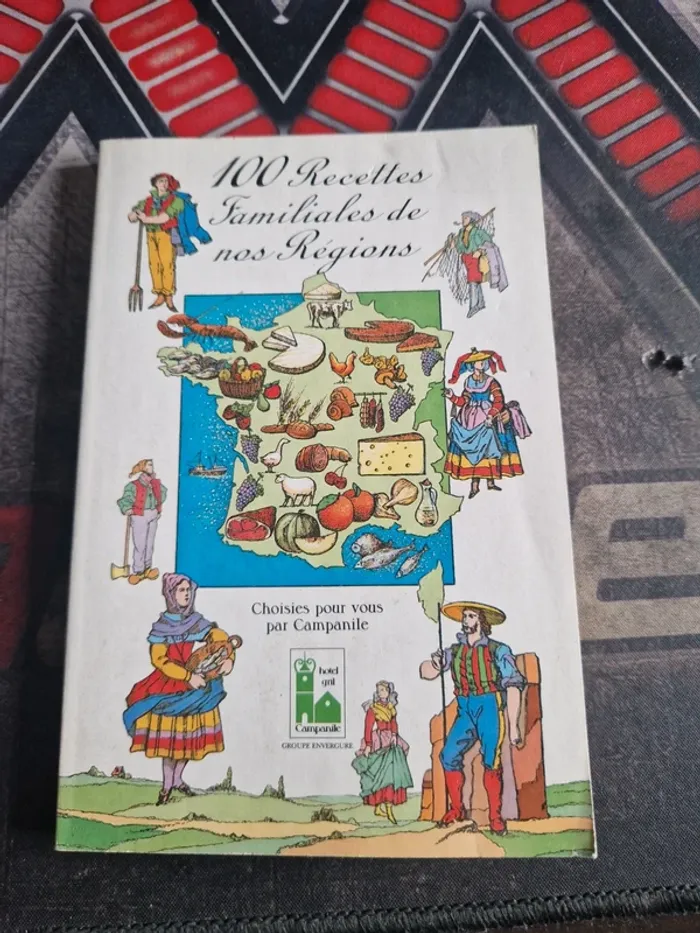 100 Recettes
Familiales de
nos Régions
Choisies pour vous
par Campanile
hotel
grill
Campanile
GROUPE ENVERGURE